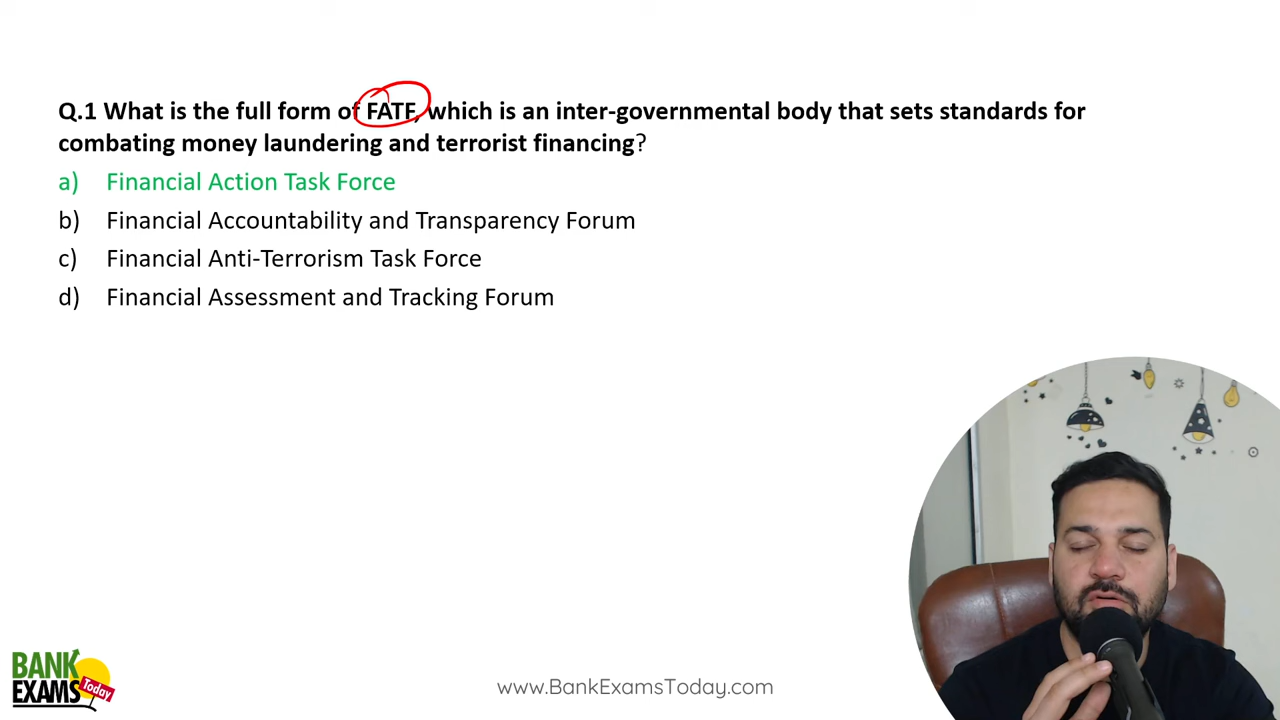 Q.1 What is the full form of FATF, which is an inter-governmental body that sets standards for
combating money laundering and terrorist financing?
a) Financial Action Task Force
b) Financial Accountability and Transparency Forum
c) Financial Anti-Terrorism Task Force
d) Financial Assessment and Tracking Forum
BANK
EXAMS
Today
www.BankExamsToday.com